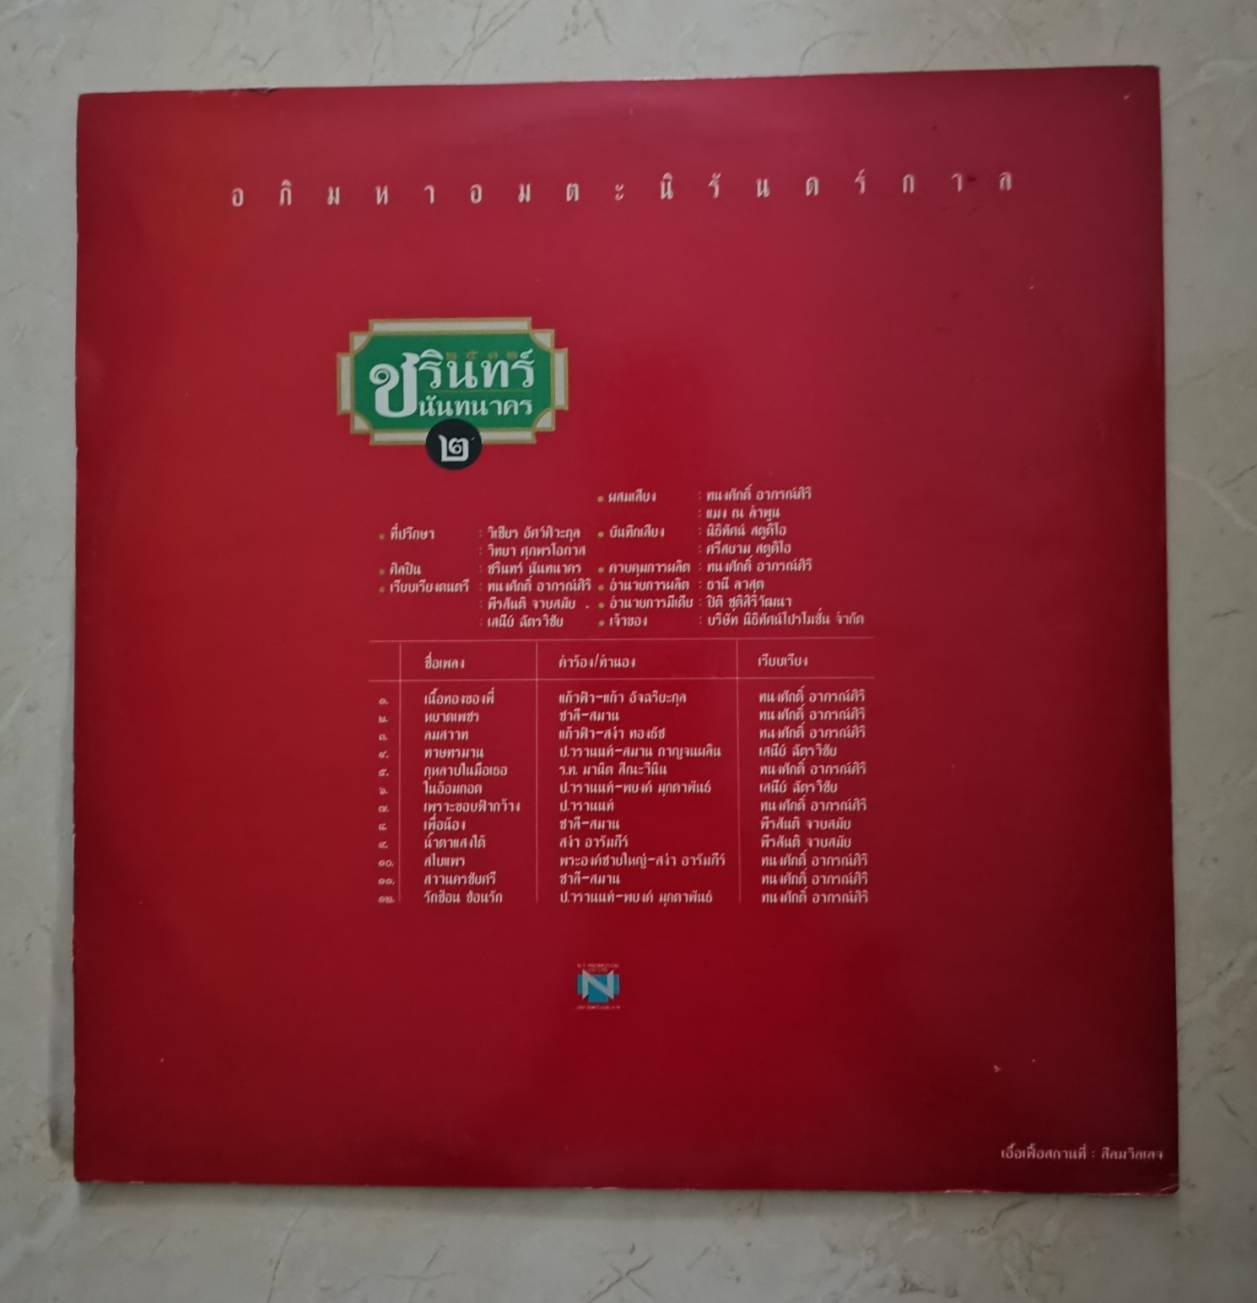 อภิมหาอมตะนิรันดร์กาล
ชรินทร์
นันทนาคร
๒
• ผสมเสียง : ทนงศักดิ์ อาภรณ์ศิริ
: แมว ณ ลำพูน
• ที่ปรึกษา : วิเชียร อัศว์ศิวะกุล • บันทึกเสียง : นิธิทัศน์ สตูดิโอ
: วิทยา ศุภพรโอภาส : ศรีสยาม สตูดิโอ
• ศิลปิน : ชรินทร์ นันทนาคร • ควบคุมการผลิต : ทนงศักดิ์ อาภรณ์ศิริ
• เรียบเรียงดนตรี : ทนงศักดิ์ อาภรณ์ศิริ • อำนวยการผลิต : ธานี ลาสุด
: พีรสันติ จวบสมัย • อำนวยการมีเดีย : ปิติ ชุติสิริวัฒนา
: เสนีย์ ฉัตรวิชัย • เจ้าของ : บริษัท นิธิทัศน์โปรโมชั่น จำกัด
ชื่อเพลง คำร้อง/ทำนอง เรียบเรียง
๑. เนื้อทองของพี่ แก้วฟ้า-แก้ว อัจฉริยะกุล ทนงศักดิ์ อาภรณ์ศิริ
๒. หยาดเพชร ชาลี-สมาน ทนงศักดิ์ อาภรณ์ศิริ
๓. ลมสวาท แก้วฟ้า-สง่า ทองธัช ทนงศักดิ์ อาภรณ์ศิริ
๔. ทาษทรมาน ป.วรานนท์-สมาน กาญจนผลิน เสนีย์ ฉัตรวิชัย
๕. กุหลาบในมือเธอ ร.ท. มานิต ทนงศักดิ์ อาภรณ์ศิริ
๖. ในอ้อมกอด ป.วรานนท์-พยงค์ มุกดาพันธ์ เสนีย์ ฉัตรวิชัย
๗. เพราะขอบฟ้ากว้าง ป.วรานนท์ ทนงศักดิ์ อาภรณ์ศิริ
๘. เพื่อน้อง ชาลี-สมาน พีรสันติ จวบสมัย
๙. น้ำตาแสงไต้ สง่า อารัมภีร์ พีรสันติ จวบสมัย
๑๐. สไบแพร พระองค์ชายใหญ่-สง่า อารัมภีร์ ทนงศักดิ์ อาภรณ์ศิริ
๑๑. สาวนครชัยศรี ชาลี-สมาน ทนงศักดิ์ อาภรณ์ศิริ
๑๒. รักซ้อน ซ่อนรัก ป.วรานนท์-พยงค์ มุกดาพันธ์ ทนงศักดิ์ อาภรณ์ศิริ
N
เอื้อเฟื้อสถานที่ : สีลมวิลเลจ